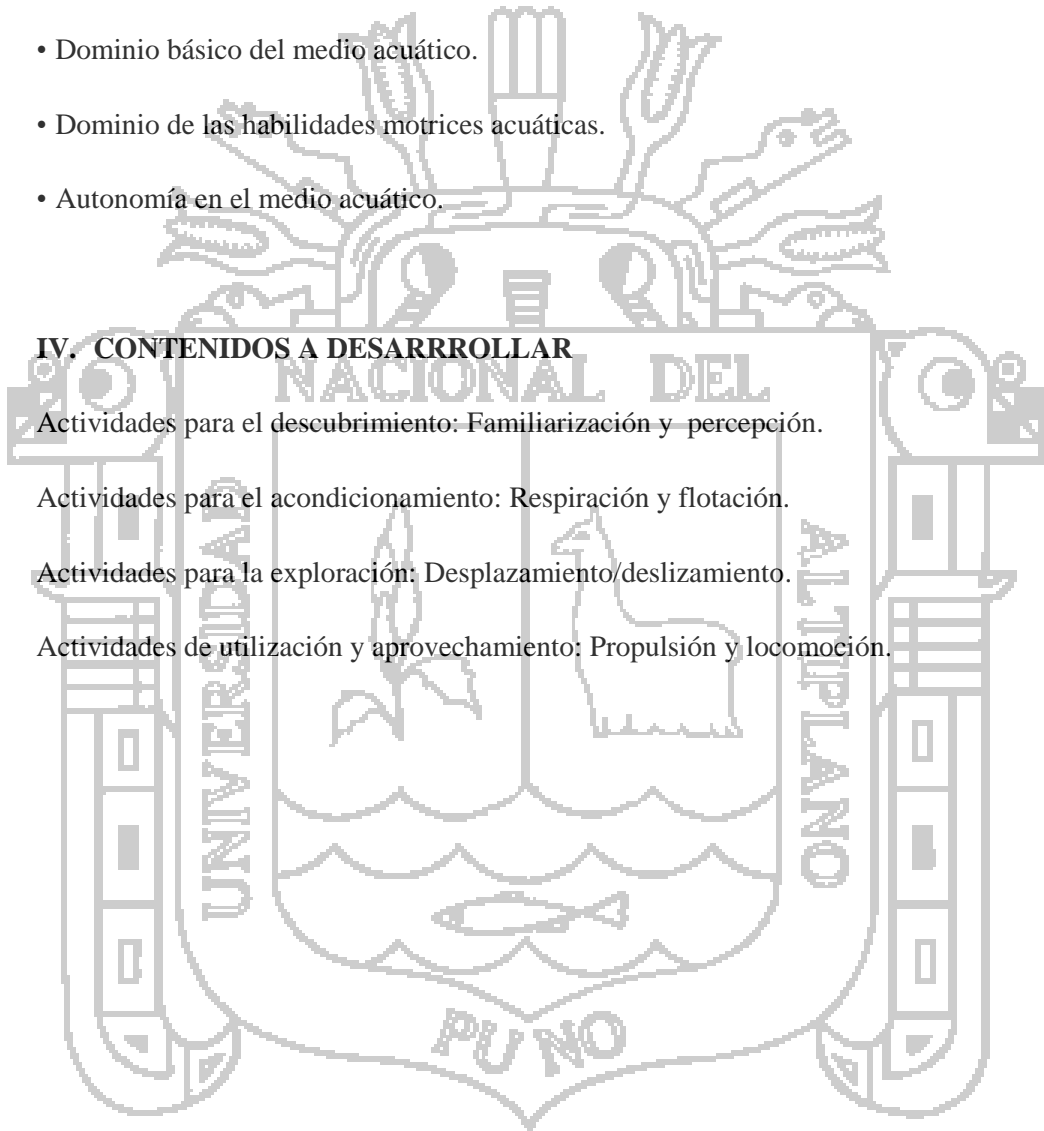 • Dominio básico del medio acuático.
• Dominio de las habilidades motrices acuáticas.
• Autonomía en el medio acuático.
IV. CONTENIDOS A DESARRROLLAR
NACIONAL DEL
Actividades para el descubrimiento: Familiarización y percepción.
Actividades para el acondicionamiento: Respiración y flotación.
Actividades para la exploración: Desplazamiento/deslizamiento.
Actividades de utilización y aprovechamiento: Propulsión y locomoción.
UNIVERSIDAD
ALTIPLANO
PUNO